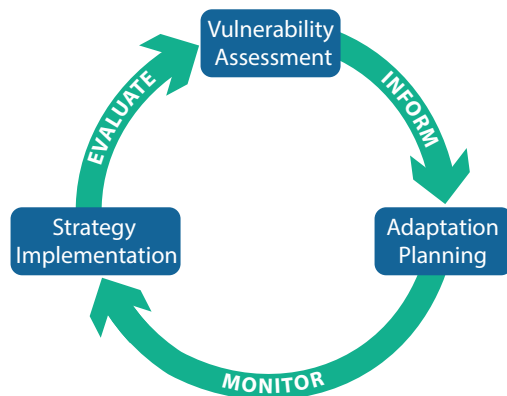 Vulnerability
Assessment
INFORM
Adaptation
Planning
MONITOR
Strategy
Implementation
EVALUATE